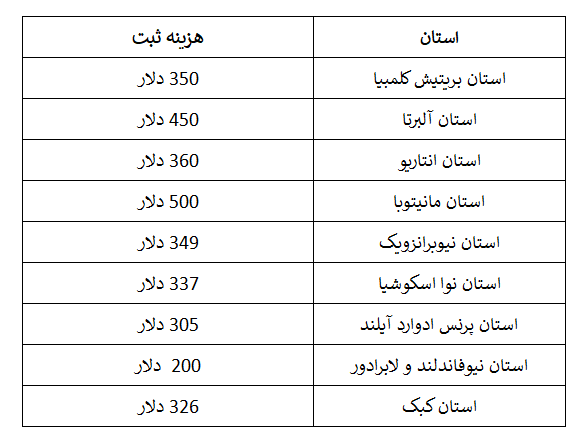 استان هزینه ثبت
استان بریتیش کلمبیا 350 دلار
استان آلبرتا 450 دلار
استان انتاریو 360 دلار
استان مانیتوبا 500 دلار
استان نیوبرانزویک 349 دلار
استان نوا اسکوشیا 337 دلار
استان پرنس ادوارد آیلند 305 دلار
استان نیوفاندلند و لابرادور 200 دلار
استان کبک 326 دلار